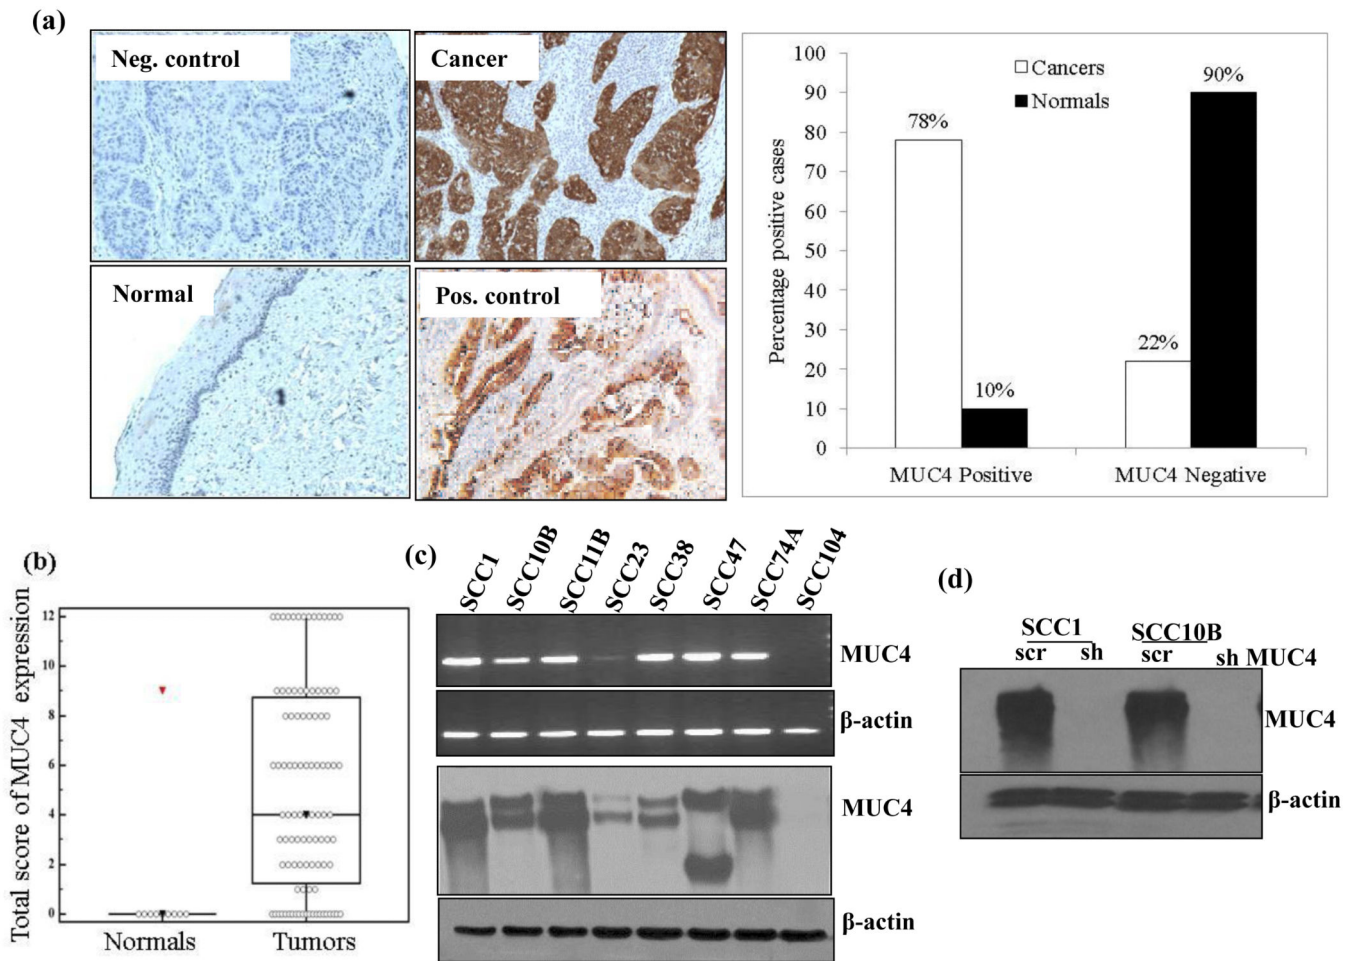 (a)
Neg. control
Cancer
Normal
Pos. control
Percentage positive cases
100
90
80
70
60
50
40
30
20
10
0
Cancers
Normals
78%
10%
22%
90%
MUC4 Positive
MUC4 Negative
(b)
Total score of MUC4 expression
12
10
8
6
4
2
0
Normals
Tumors
(c)
SCC1
SCC10B
SCC11B
SCC23
SCC38
SCC47
SCC74A
SCC104
MUC4
β-actin
MUC4
β-actin
(d)
SCC1
SCC10B
scr
sh
scr
sh MUC4
MUC4
β-actin